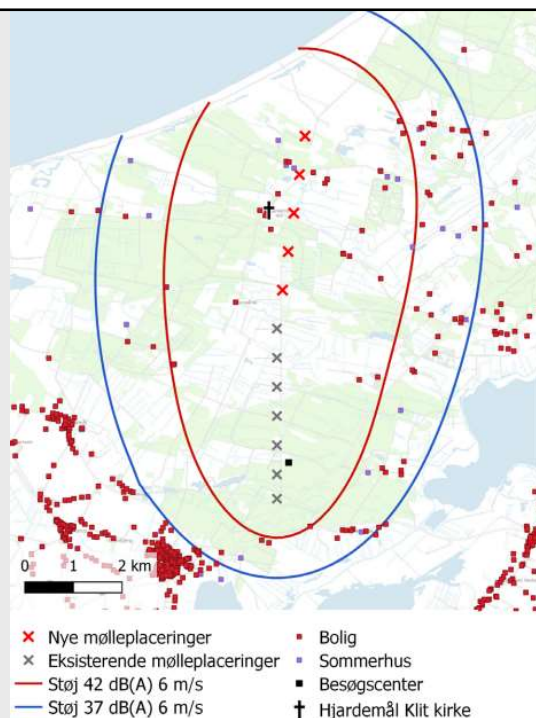 0 1 2 km
Nye mølleplaceringer
Eksisterende mølleplaceringer
Støj 42 dB(A) 6 m/s
Støj 37 dB(A) 6 m/s
Bolig
Sommerhus
Besøgscenter
Hjardemål Klit kirke